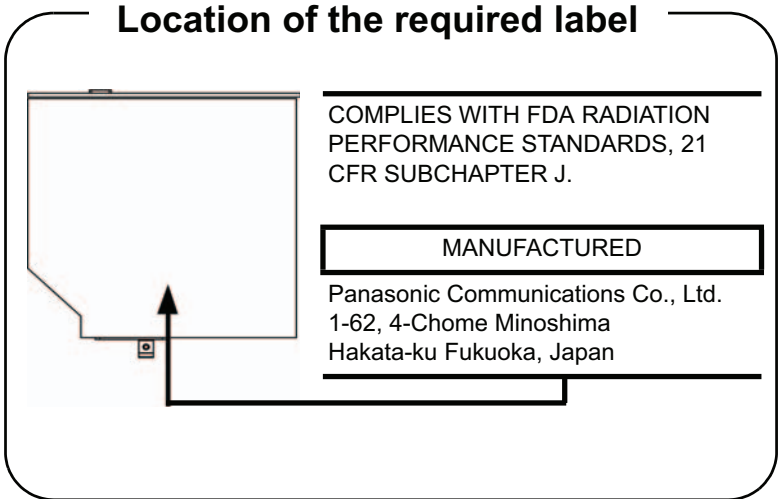 Location of the required label
COMPLIES WITH FDA RADIATION
PERFORMANCE STANDARDS, 21
CFR SUBCHAPTER J.
MANUFACTURED
Panasonic Communications Co., Ltd.
1-62, 4-Chome Minoshima
Hakata-ku Fukuoka, Japan